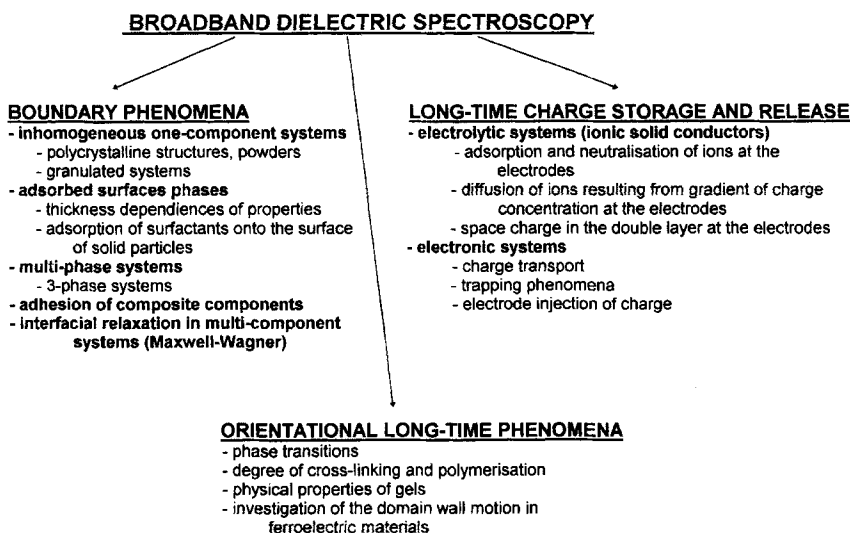 BROADBAND DIELECTRIC SPECTROSCOPY
BOUNDARY PHENOMENA
- inhomogeneous one-component systems
- polycrystalline structures, powders
- granulated systems
- adsorbed surfaces phases
- thickness dependiences of properties
- adsorption of surfactants onto the surface
of solid particles
- multi-phase systems
- 3-phase systems
- adhesion of composite components
- interfacial relaxation in multi-component
systems (Maxwell-Wagner)
LONG-TIME CHARGE STORAGE AND RELEASE
- electrolytic systems (ionic solid conductors)
- adsorption and neutralisation of ions at the
electrodes
- diffusion of ions resulting from gradient of charge
concentration at the electrodes
- space charge in the double layer at the electrodes
- electronic systems
- charge transport
- trapping phenomena
- electrode injection of charge
ORIENTATIONAL LONG-TIME PHENOMENA
- phase transitions
- degree of cross-linking and polymerisation
- physical properties of gels
- investigation of the domain wall motion in
ferroelectric materials